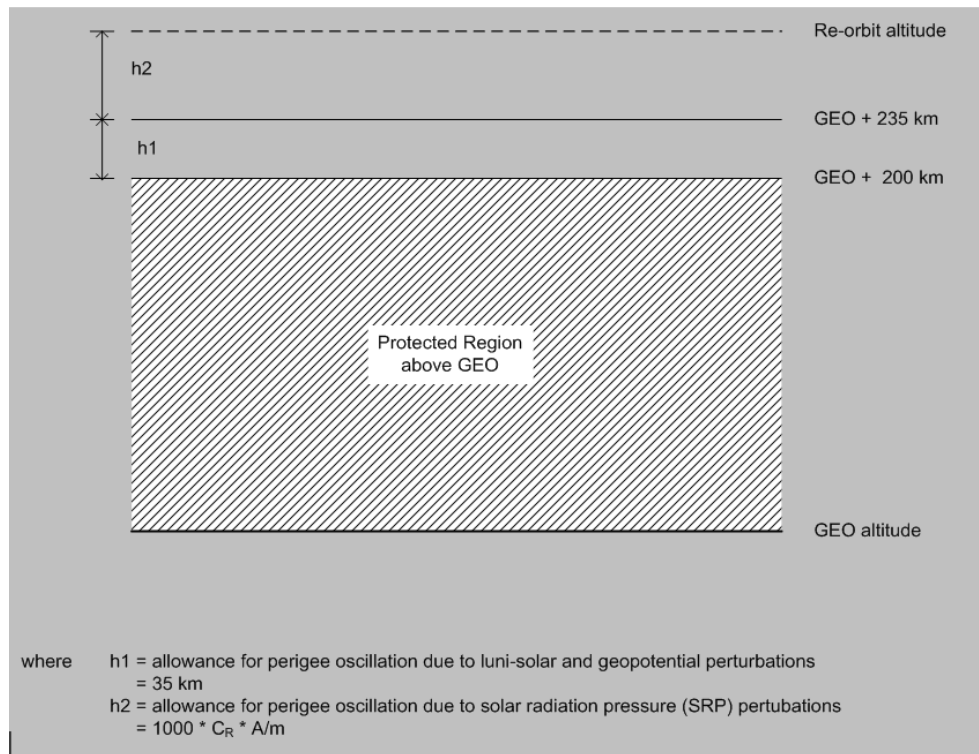 Re-orbit altitude
h2
GEO + 235 km
h1
GEO + 200 km
Protected Region
above GEO
GEO altitude
where h1 = allowance for perigee oscillation due to luni-solar and geopotential perturbations
= 35 km
h2 = allowance for perigee oscillation due to solar radiation pressure (SRP) pertubations
= 1000 * CR * A/m